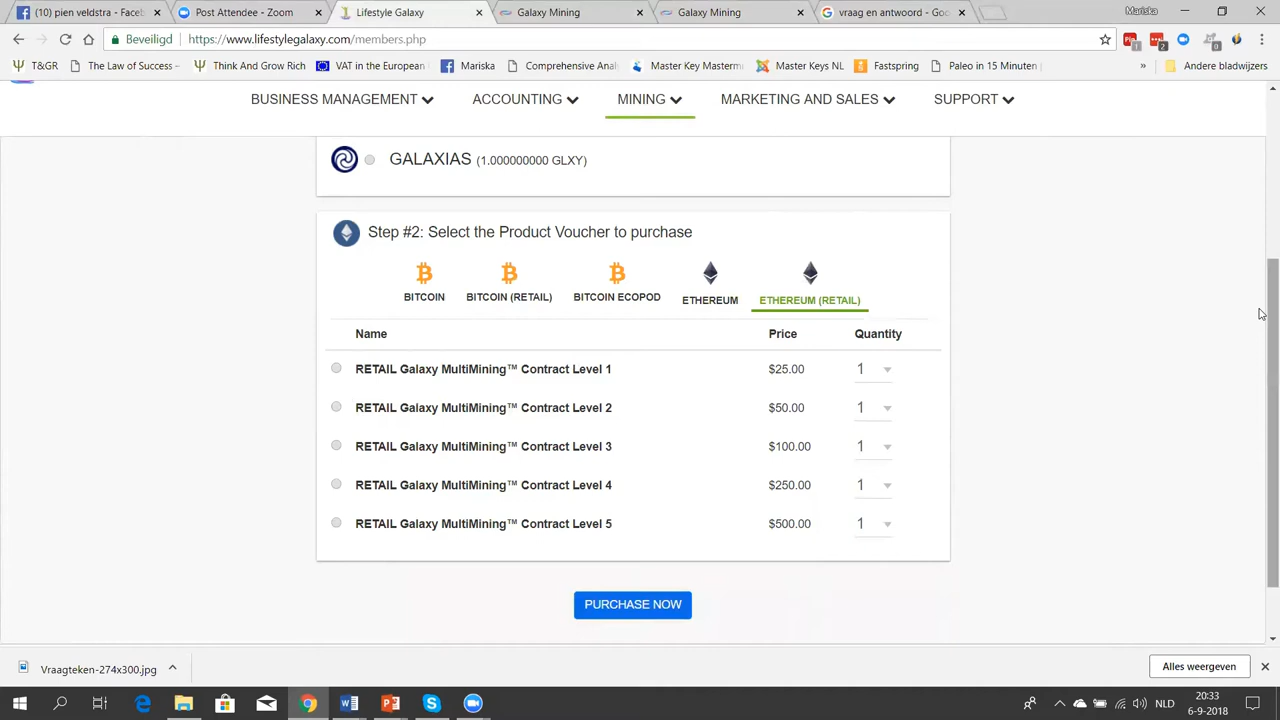 (10) pien veldstra - Faceb
Post Attendee - Zoom
Lifestyle Galaxy
Galaxy Mining
Galaxy Mining
vraag en antwoord - Goo
Mariska
Beveiligd
https://www.lifestylegalaxy.com/members.php
1
2
0
T&GR
The Law of Success –
Think And Grow Rich
VAT in the European
Mariska
Comprehensive Anal
Master Key Masterm
Master Keys NL
Fastspring
Paleo in 15 Minuten
»
Andere bladwijzers
BUSINESS MANAGEMENT
ACCOUNTING
MINING
MARKETING AND SALES
SUPPORT
GALAXIAS (1.000000000 GLXY)
Step #2: Select the Product Voucher to purchase
BITCOIN
BITCOIN (RETAIL)
BITCOIN ECOPOD
ETHEREUM
ETHEREUM (RETAIL)
Name Price Quantity
RETAIL Galaxy MultiMining™ Contract Level 1 $25.00 1
RETAIL Galaxy MultiMining™ Contract Level 2 $50.00 1
RETAIL Galaxy MultiMining™ Contract Level 3 $100.00 1
RETAIL Galaxy MultiMining™ Contract Level 4 $250.00 1
RETAIL Galaxy MultiMining™ Contract Level 5 $500.00 1
PURCHASE NOW
Vraagteken-274x300.jpg
Alles weergeven
NLD
20:33
6-9-2018